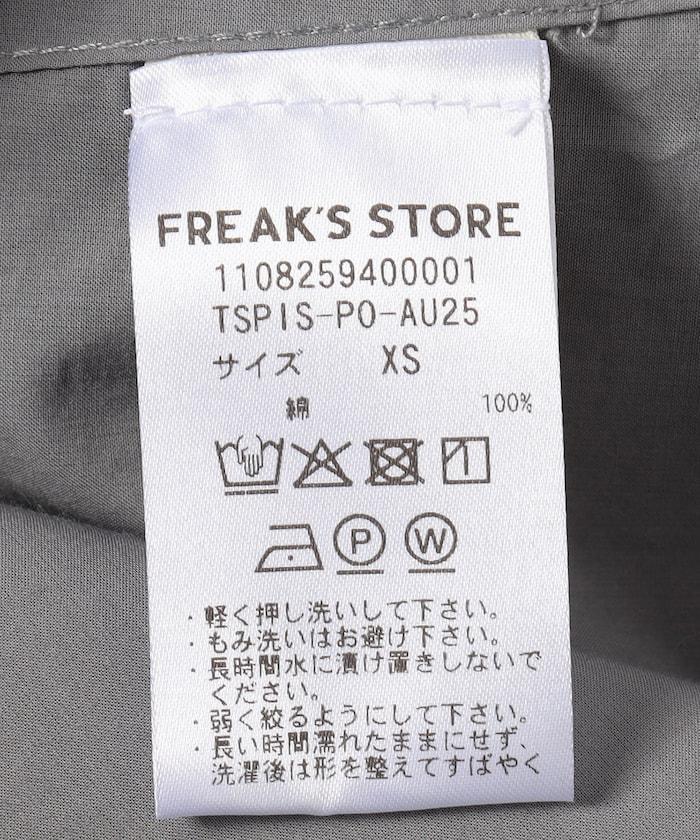 FREAK'S STORE
1108259400001
TSPIS-PO-AU25
サイズ XS
綿 100%
P W
・軽く押し洗いして下さい。
・もみ洗いはお避け下さい。
・長時間水に漬け置きしないで
ください。
・弱く絞るようにして下さい。
・長い時間濡れたままにせず、
洗濯後は形を整えてすばやく